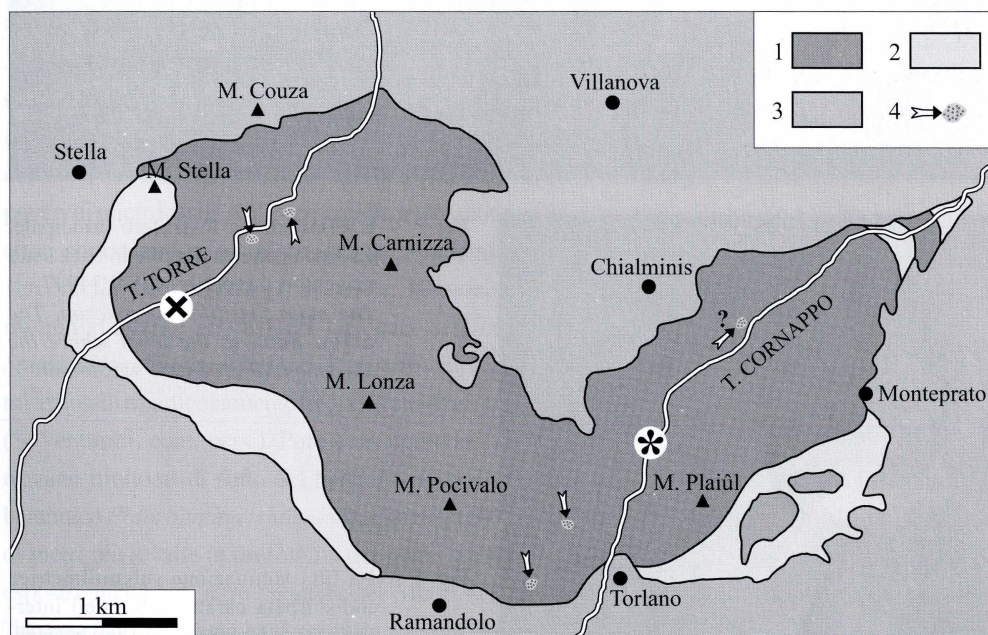 1
2
3
4
M. Couza
Villanova
Stella
M. Stella
M. Carnizza
T. TORRE
Chialminis
?
T. CORNAPPO
M. Lonza
Monteprato
M. Pocivalo
M. Plaiûl
1 km
Ramandolo
Torlano